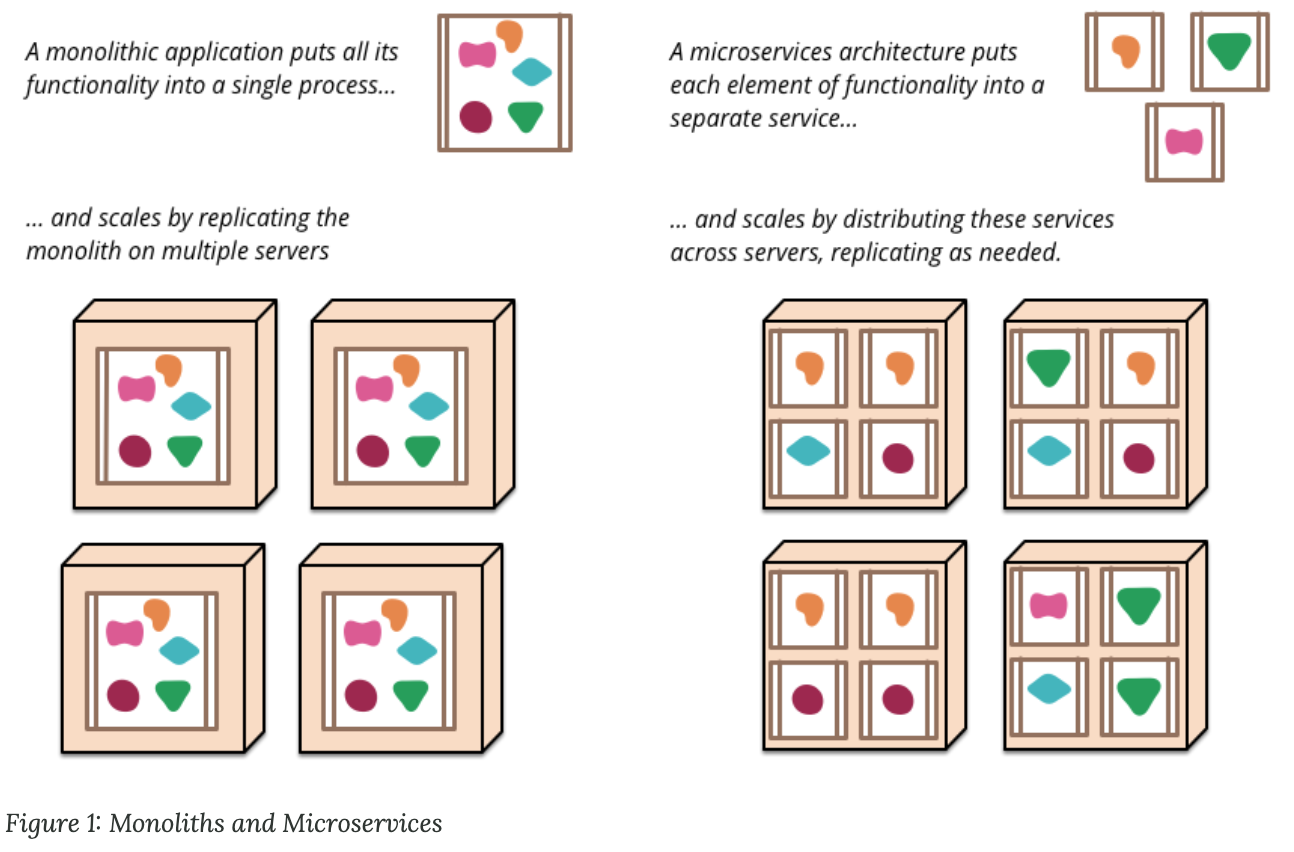 A monolithic application puts all its
functionality into a single process...
... and scales by replicating the
monolith on multiple servers
A microservices architecture puts
each element of functionality into a
separate service...
... and scales by distributing these services
across servers, replicating as needed.
Figure 1: Monoliths and Microservices